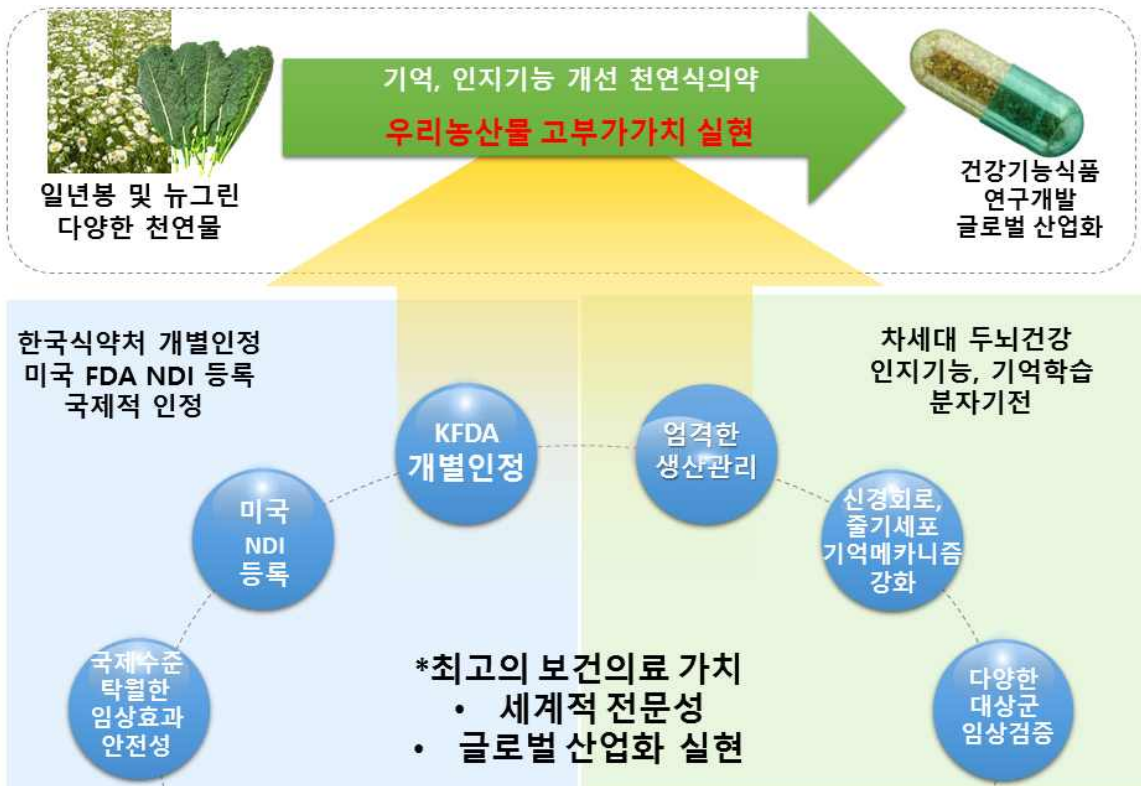 기억, 인지기능 개선 천연식의약
우리농산물 고부가가치 실현
일년봉 및 뉴그린
다양한 천연물
건강기능식품
연구개발
글로벌 산업화
한국식약처 개별인정
미국 FDA NDI 등록
국제적 인정
차세대 두뇌건강
인지기능, 기억학습
분자기전
KFDA
개별인정
엄격한
생산관리
미국
NDI
등록
신경회로,
줄기세포
기억메카니즘
강화
국제수준
탁월한
임상효과
안전성
*최고의 보건의료 가치
• 세계적 전문성
• 글로벌 산업화 실현
다양한
대상군
임상검증